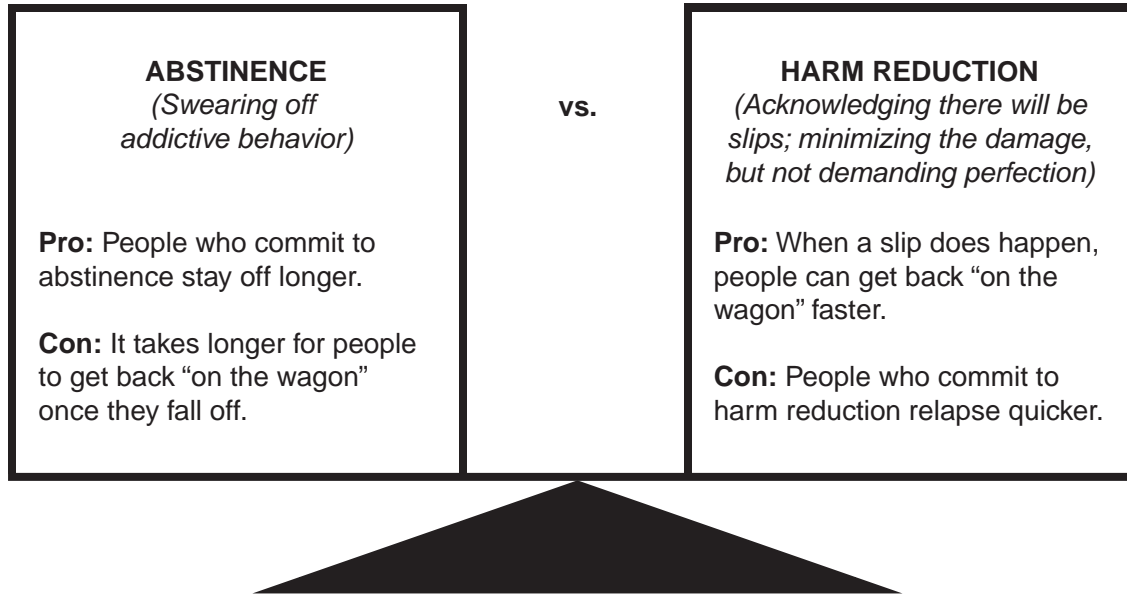 ABSTINENCE
(Swearing off
addictive behavior)
Pro: People who commit to
abstinence stay off longer.
Con: It takes longer for people
to get back “on the wagon”
once they fall off.
vs.
HARM REDUCTION
(Acknowledging there will be
slips; minimizing the damage,
but not demanding perfection)
Pro: When a slip does happen,
people can get back “on the
wagon” faster.
Con: People who commit to
harm reduction relapse quicker.